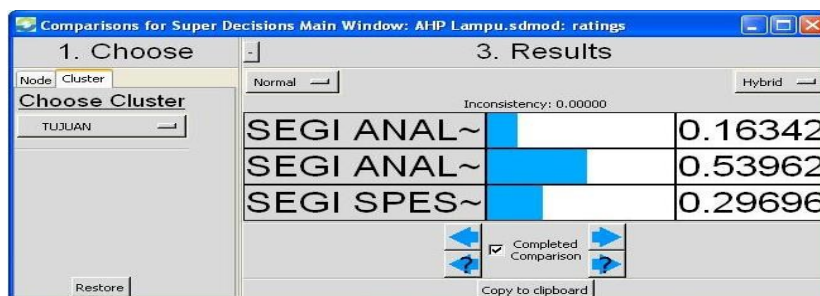 Comparisons for Super Decisions Main Window: AHP Lampu.sdmod: ratings
1. Choose
Node Cluster
Choose Cluster
TUJUAN
Restore
- 3. Results
Normal Hybrid
Inconsistency: 0.00000
SEGI ANAL~ 0.16342
SEGI ANAL~ 0.53962
SEGI SPES~ 0.29696
Completed
Comparison
? ?
Copy to clipboard